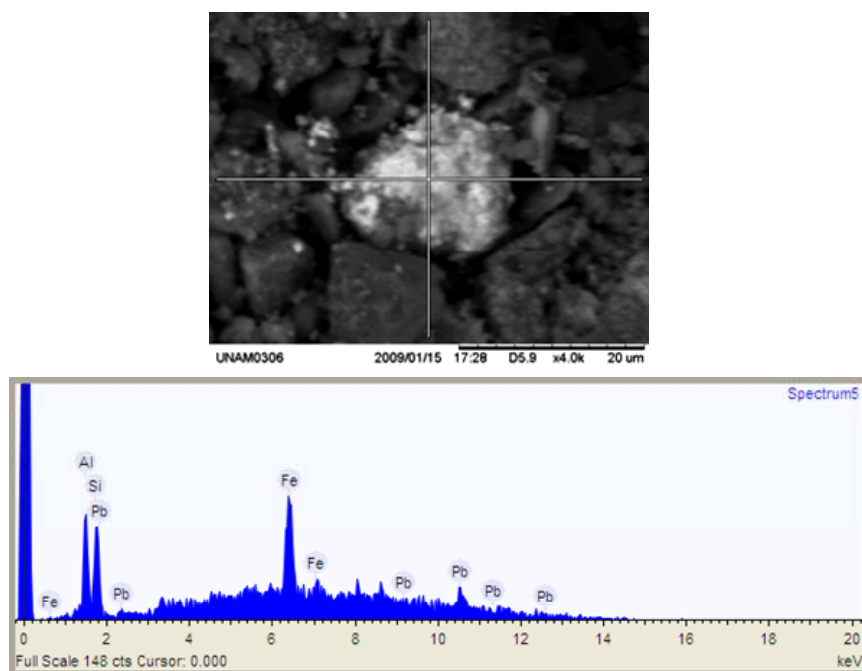 UNAM0306 2009/01/15 17:28 D5.9 x4.0k 20 um
Spectrum5
Al
Si
Pb
Fe
Fe
Pb
Fe
Pb
Pb
Pb
Pb
0 2 4 6 8 10 12 14 16 18 20
Full Scale 148 cts Cursor: 0.000 keV